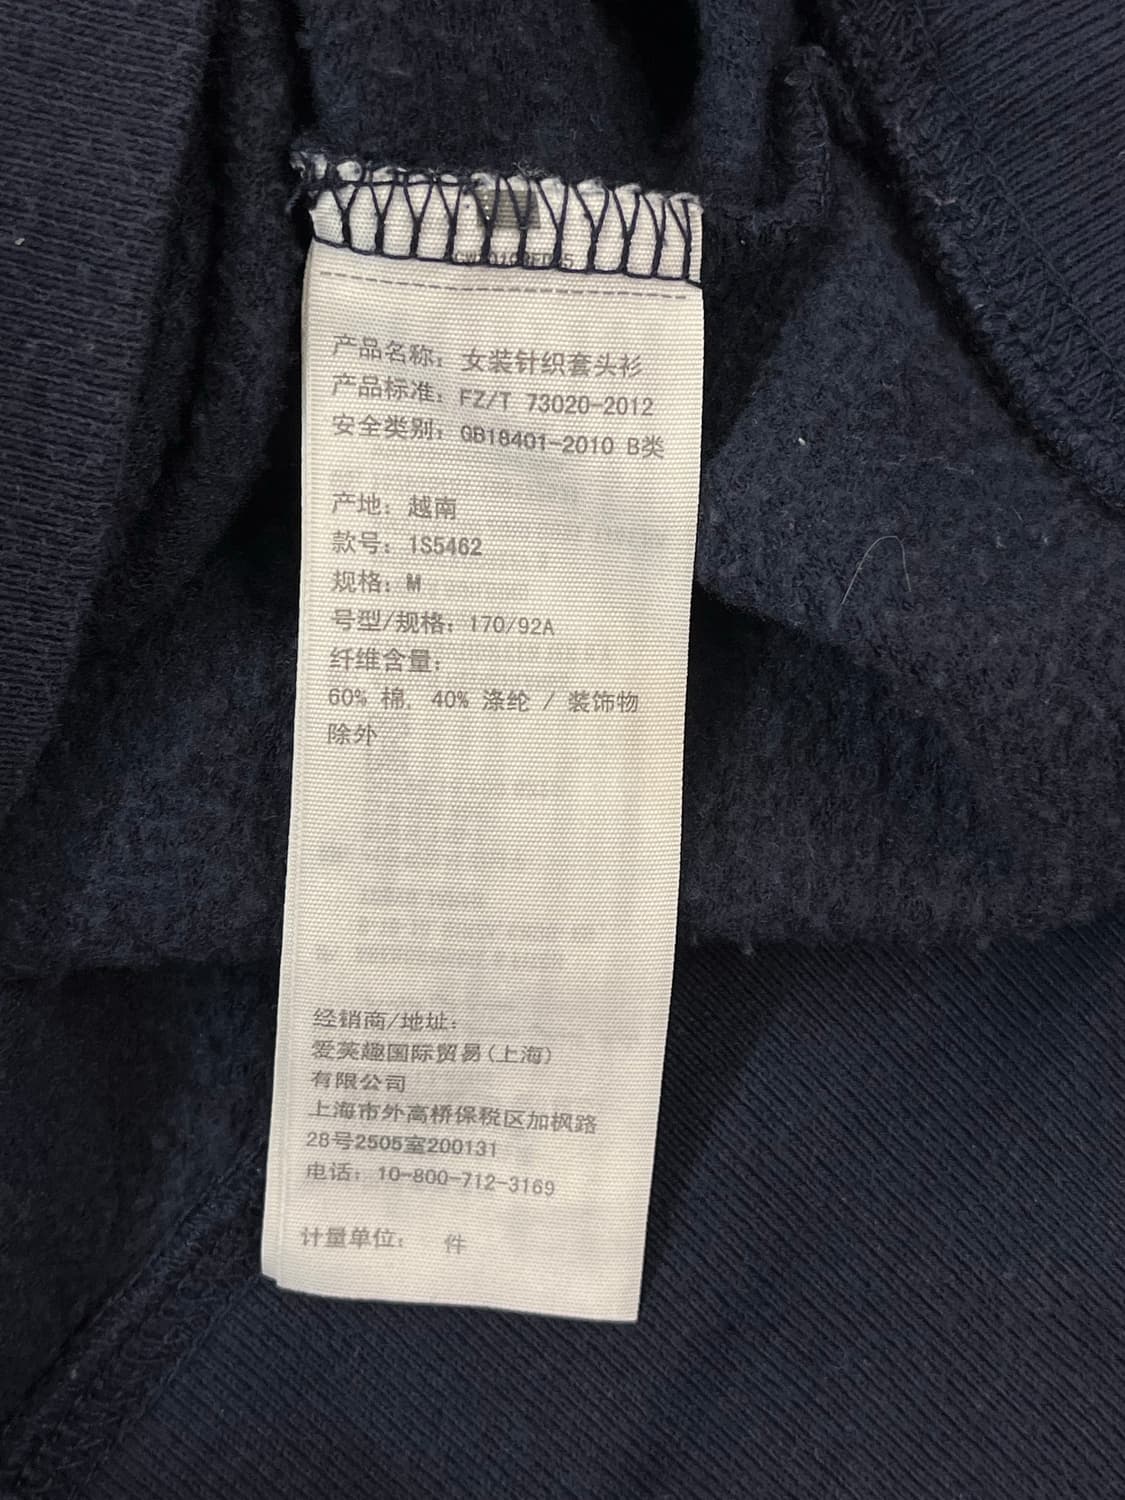 产品名称：女装针织套头衫
产品标准：FZ/T 73020-2012
安全类别：GB18401-2010 B类
产地：越南
款号：1S5462
规格：M
号型/规格：170/92A
纤维含量：
60% 棉, 40% 涤纶 / 装饰物
除外
经销商/地址：
爱芙趣国际贸易(上海)
有限公司
上海市外高桥保税区加枫路
28号2505室200131
电话：10-800-712-3169
计量单位： 件